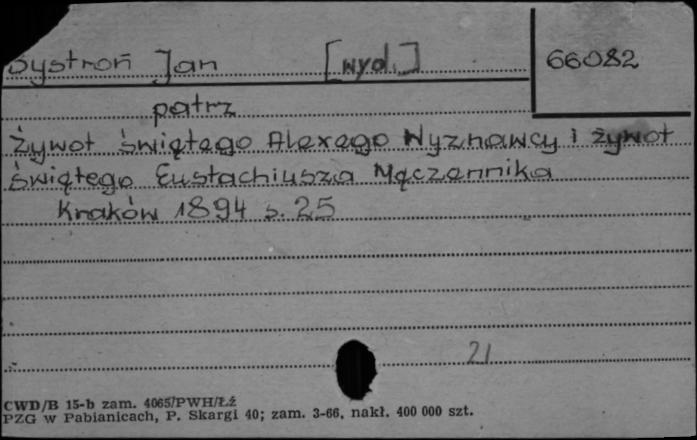 Bystroń Jan [wyd.] 66082
patrz
Żywot świętego Alexego Wyznawcy i żywot
świętego Eustachiusza Męczennika
Kraków 1894 s. 25
21
CWD/B 15-b zam. 4065/PWH/Łź
PZG w Pabianicach, P. Skargi 40; zam. 3-66, nakł. 400 000 szt.